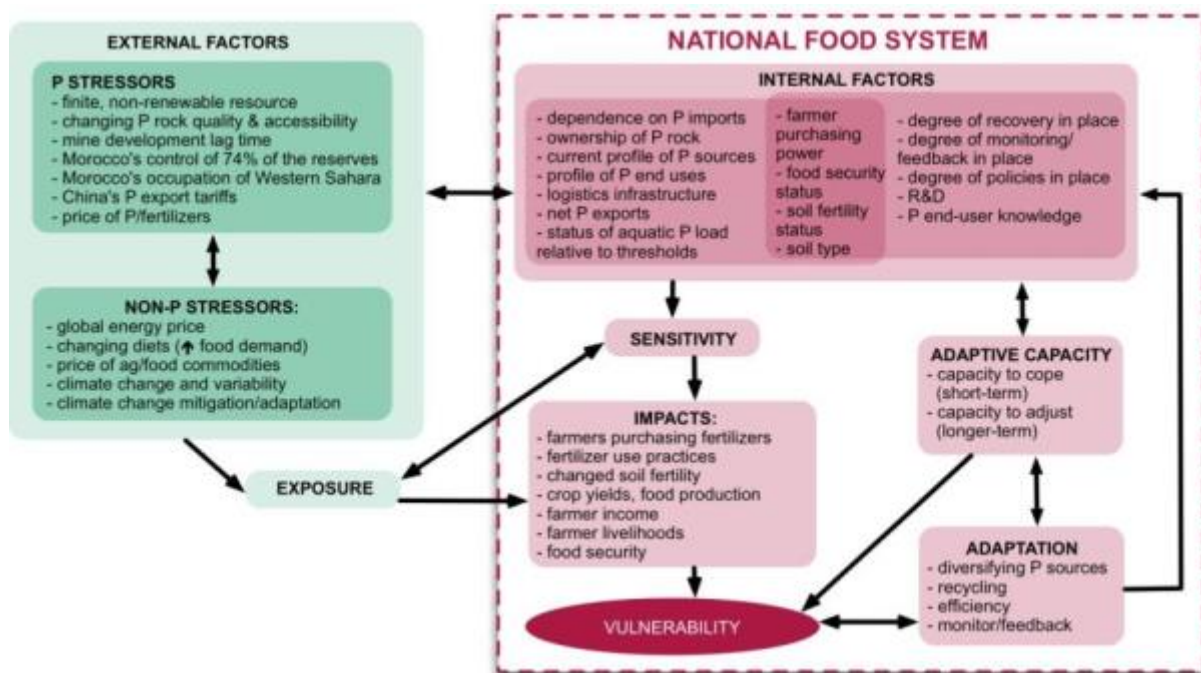 EXTERNAL FACTORS
P STRESSORS
- finite, non-renewable resource
- changing P rock quality & accessibility
- mine development lag time
- Morocco's control of 74% of the reserves
- Morocco's occupation of Western Sahara
- China's P export tariffs
- price of P/fertilizers
NON-P STRESSORS:
- global energy price
- changing diets (↑ food demand)
- price of ag/food commodities
- climate change and variability
- climate change mitigation/adaptation
EXPOSURE
NATIONAL FOOD SYSTEM
INTERNAL FACTORS
- dependence on P imports
- ownership of P rock
- current profile of P sources
- profile of P end uses
- logistics infrastructure
- net P exports
- status of aquatic P load
relative to thresholds
- farmer
purchasing
power
- food security
status
- soil fertility
status
- soil type
- degree of recovery in place
- degree of monitoring/
feedback in place
- degree of policies in place
- R&D
- P end-user knowledge
SENSITIVITY
IMPACTS:
- farmers purchasing fertilizers
- fertilizer use practices
- changed soil fertility
- crop yields, food production
- farmer income
- farmer livelihoods
- food security
VULNERABILITY
ADAPTIVE CAPACITY
- capacity to cope
(short-term)
- capacity to adjust
(longer-term)
ADAPTATION
- diversifying P sources
- recycling
- efficiency
- monitor/feedback